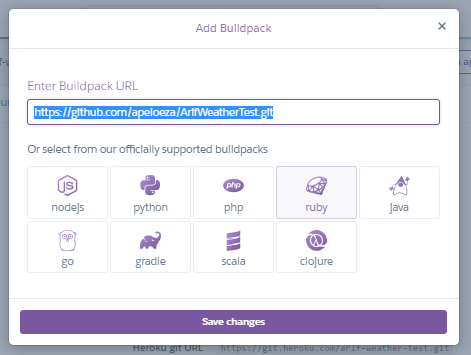 Add Buildpack
×
Enter Buildpack URL
https://github.com/apeloeza/ArifWeatherTest.git
Or select from our officially supported buildpacks
JS php
nodejs python php ruby Java
go gradle scala clojure
Save changes
Heroku git URL https://git.heroku.com/arif-weather-test.git